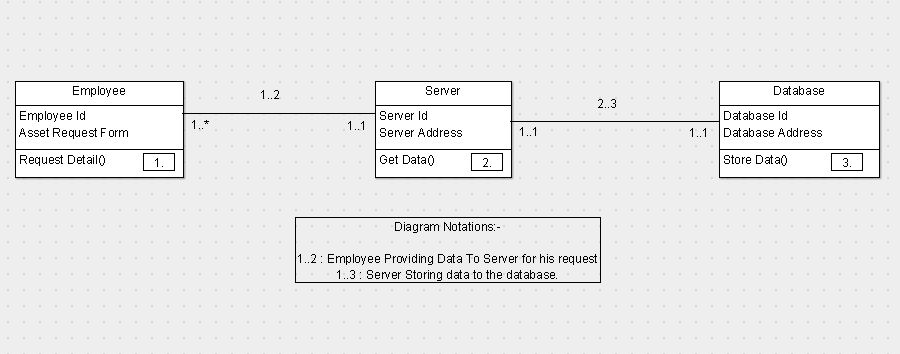 Employee
Employee Id
Asset Request Form
Request Detail()
1.
1..2
1..*
1..1
Server
Server Id
Server Address
Get Data()
2.
2..3
1..1
1..1
Database
Database Id
Database Address
Store Data()
3.
Diagram Notations:-
1..2 : Employee Providing Data To Server for his request
1..3 : Server Storing data to the database.